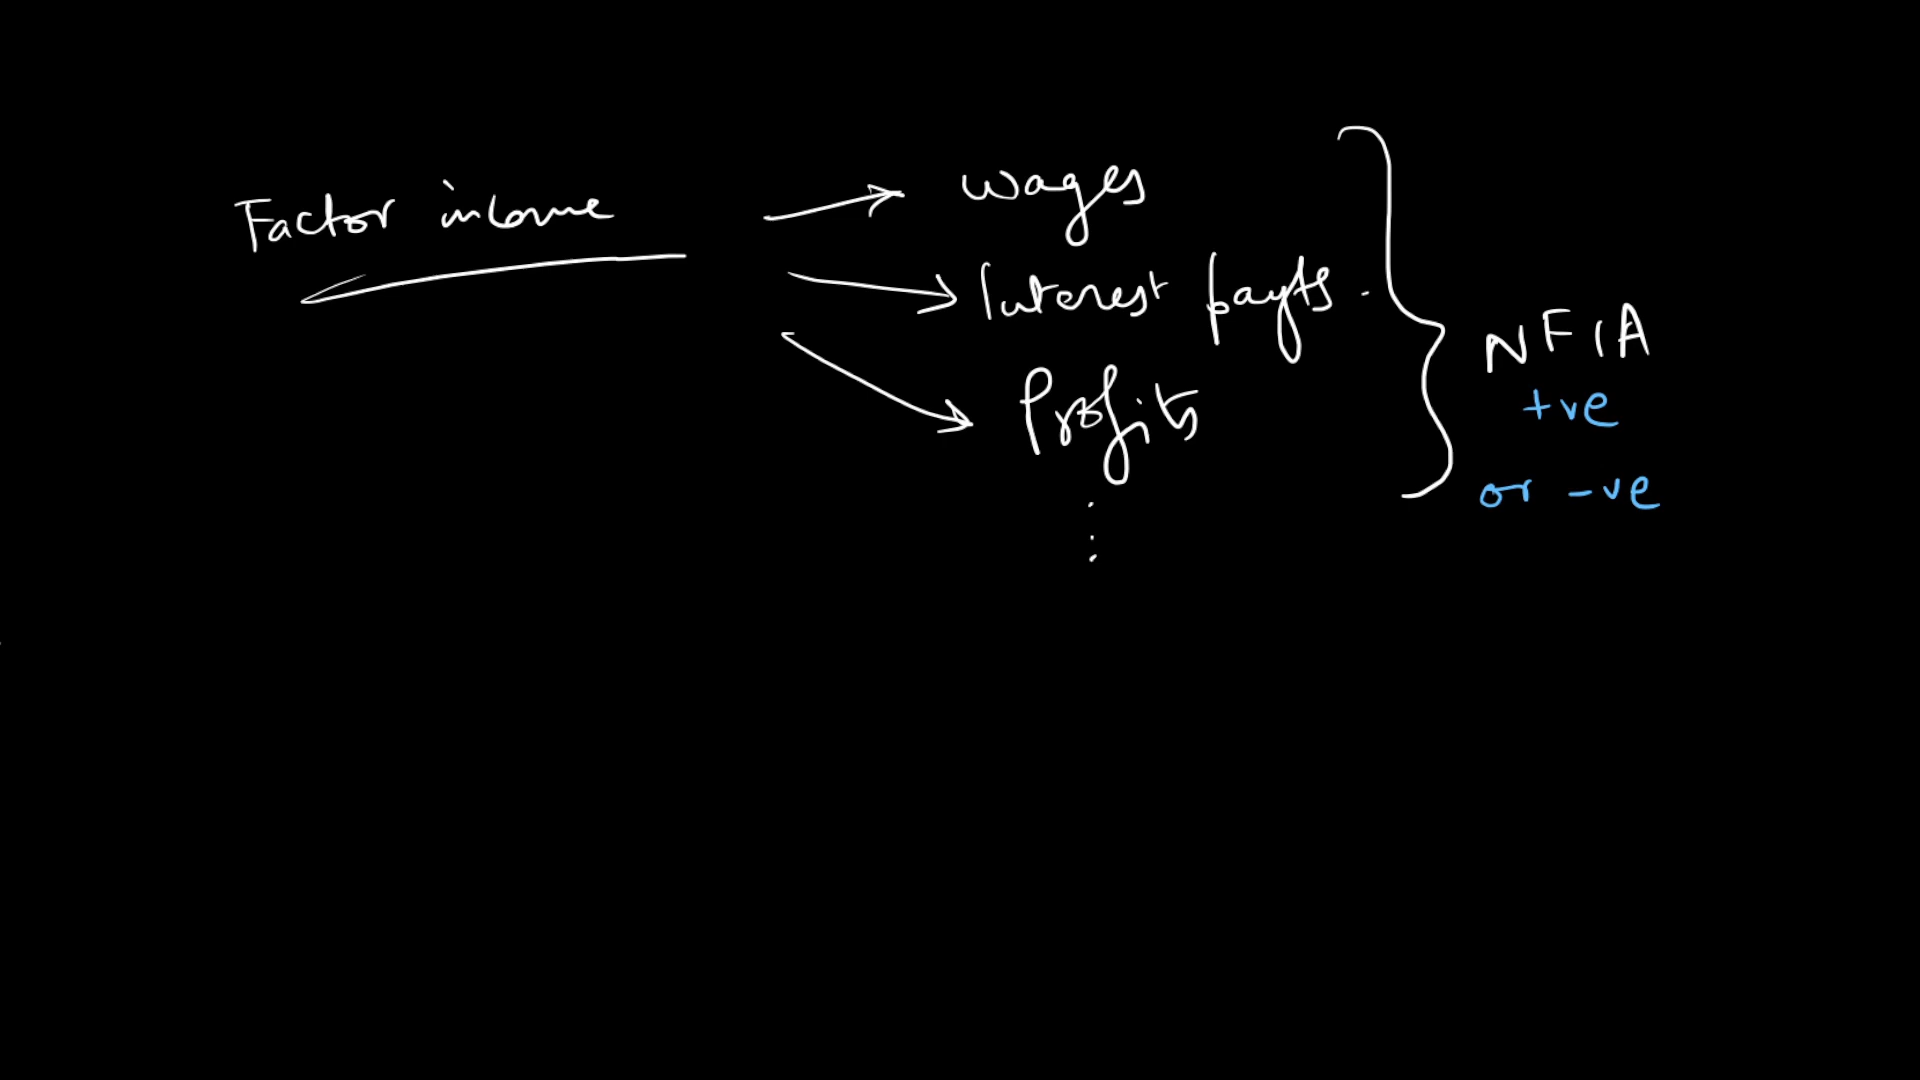 Factor income
wages
Interest payts.
Profits
NFIA
+ve
or -ve